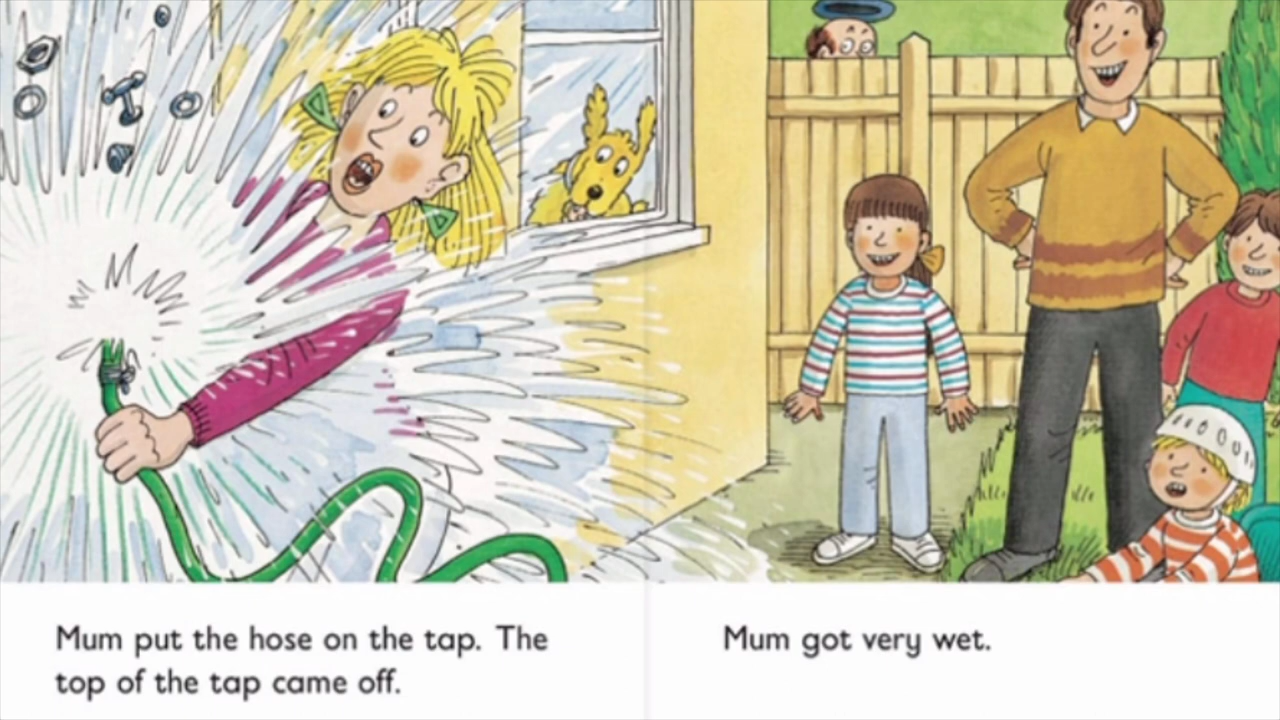 Mum put the hose on the tap. The
top of the tap came off.
Mum got very wet.